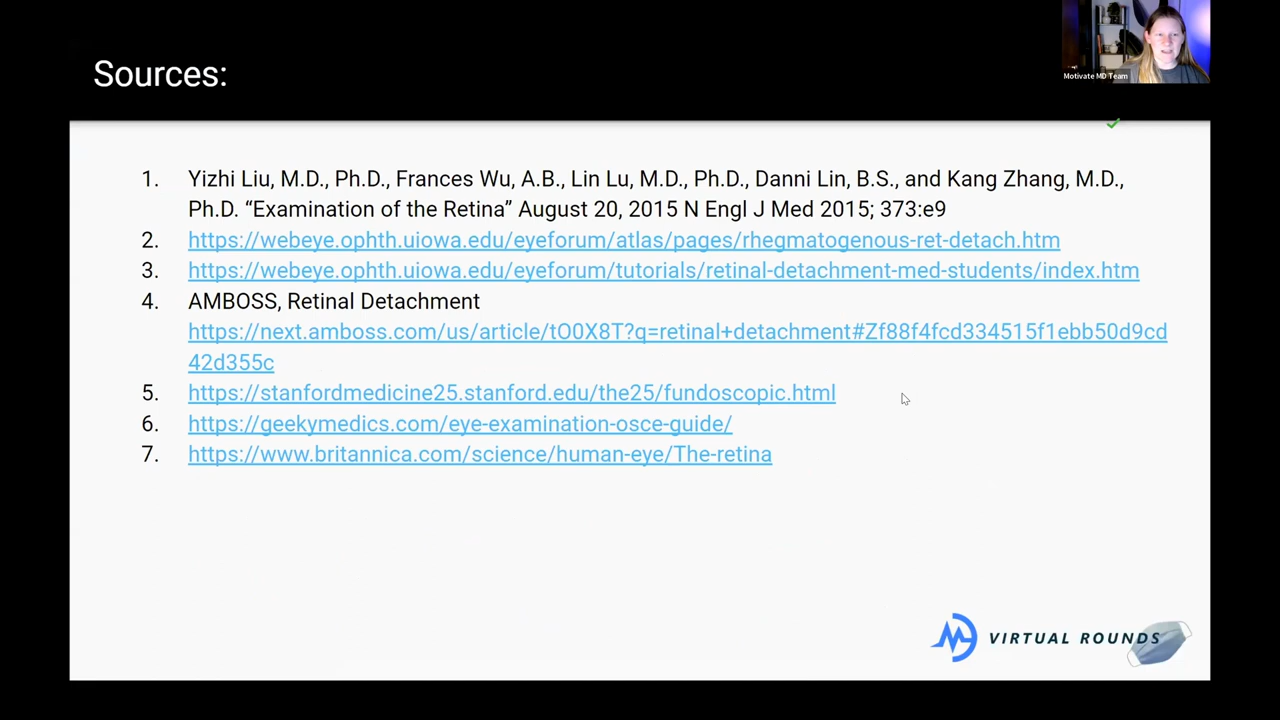 Sources:
Motivate MD Team
1. Yizhi Liu, M.D., Ph.D., Frances Wu, A.B., Lin Lu, M.D., Ph.D., Danni Lin, B.S., and Kang Zhang, M.D.,
Ph.D. “Examination of the Retina” August 20, 2015 N Engl J Med 2015; 373:e9
2. https://webeye.ophth.uiowa.edu/eyeforum/atlas/pages/rhegmatogenous-ret-detach.htm
3. https://webeye.ophth.uiowa.edu/eyeforum/tutorials/retinal-detachment-med-students/index.htm
4. AMBOSS, Retinal Detachment
https://next.amboss.com/us/article/tO0X8T?q=retinal+detachment#Zf88f4fcd334515f1ebb50d9cd
42d355c
5. https://stanfordmedicine25.stanford.edu/the25/fundoscopic.html
6. https://geekymedics.com/eye-examination-osce-guide/
7. https://www.britannica.com/science/human-eye/The-retina
VIRTUAL ROUNDS